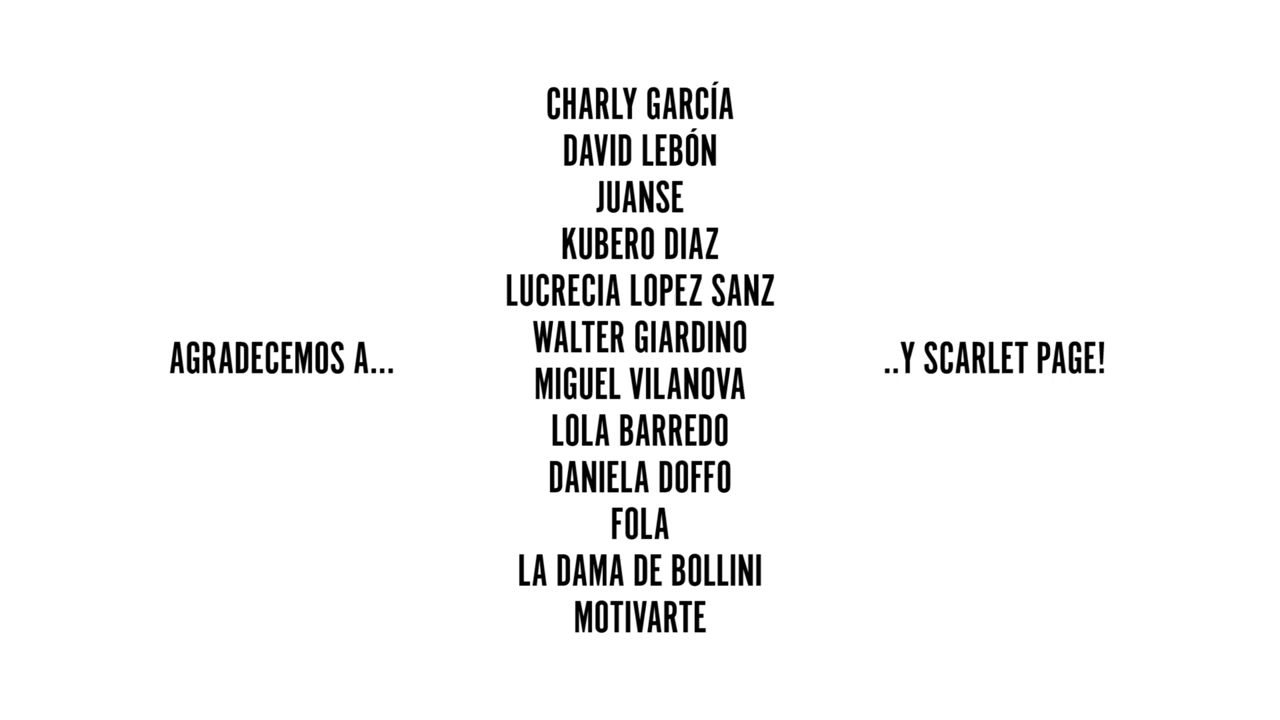 AGRADECEMOS A...
CHARLY GARCÍA
DAVID LEBÓN
JUANSE
KUBERO DIAZ
LUCRECIA LOPEZ SANZ
WALTER GIARDINO
MIGUEL VILANOVA
LOLA BARREDO
DANIELA DOFFO
FOLA
LA DAMA DE BOLLINI
MOTIVARTE
..Y SCARLET PAGE!